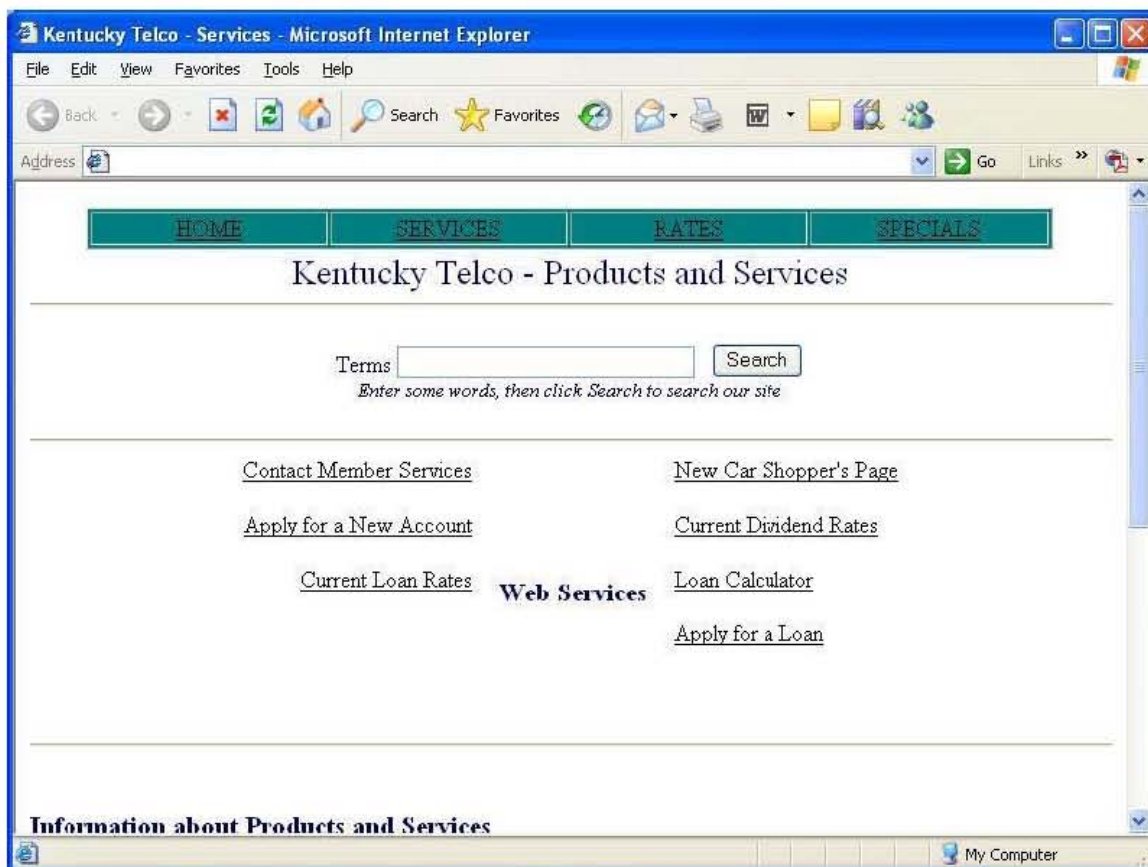 Kentucky Telco - Services - Microsoft Internet Explorer
File Edit View Favorites Tools Help
Back Search Favorites W
Address Go Links »
HOME SERVICES RATES SPECIALS
Kentucky Telco - Products and Services
Terms Search
Enter some words, then click Search to search our site
Contact Member Services New Car Shopper's Page
Apply for a New Account Current Dividend Rates
Current Loan Rates Web Services Loan Calculator
Apply for a Loan
Information about Products and Services
My Computer